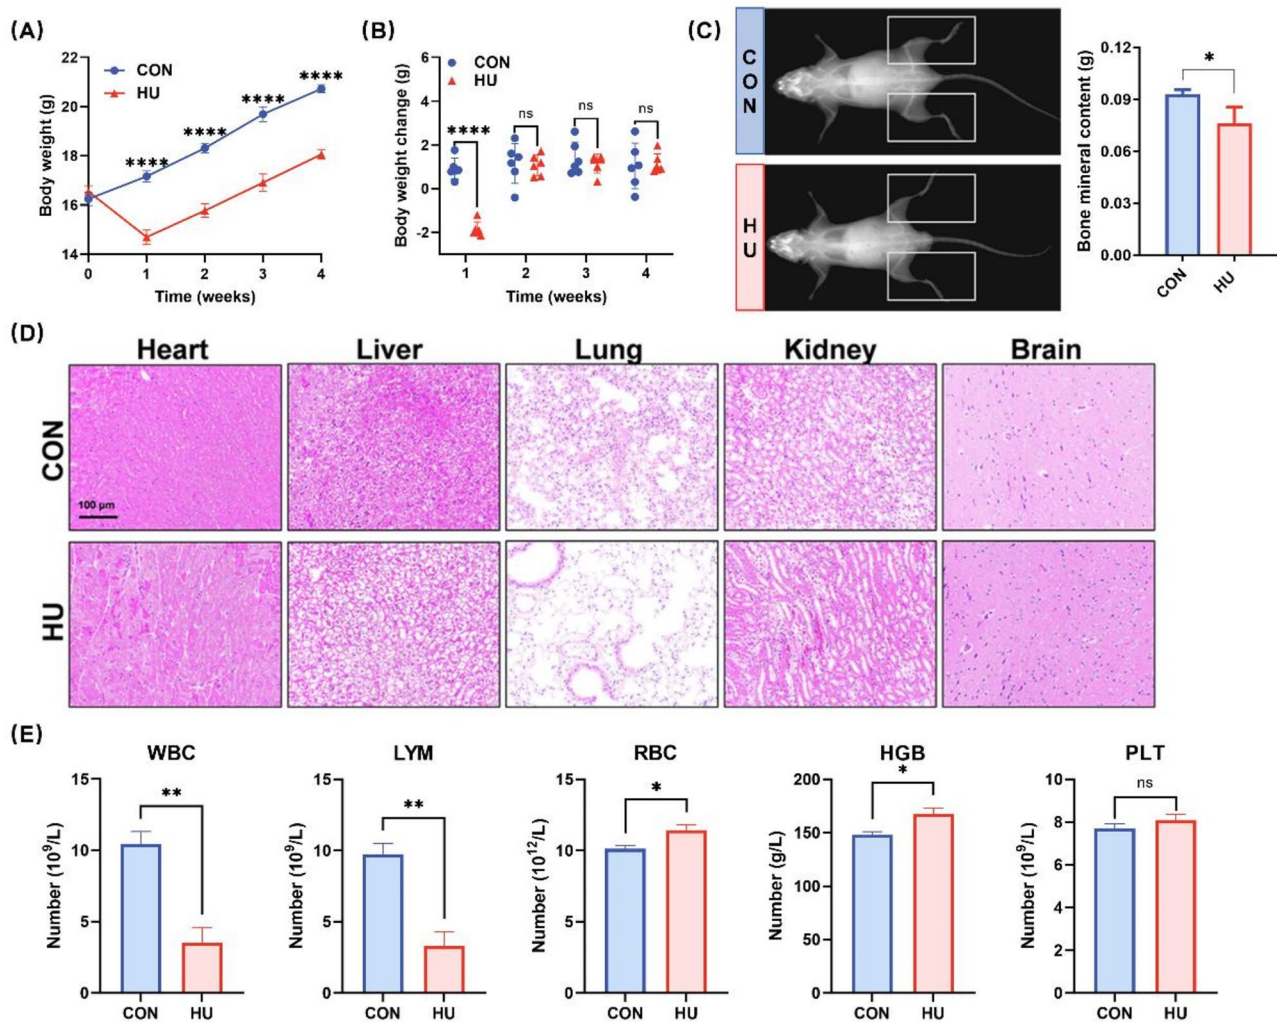 (A)
Body weight (g)
22
20
18
16
14
CON
HU
****
****
****
****
0
1
2
3
4
Time (weeks)
(B)
Body weight change (g)
6
4
2
0
-2
CON
HU
****
ns
ns
ns
1
2
3
4
Time (weeks)
(C)
CON
HU
Bone mineral content (g)
0.12
0.09
0.06
0.03
0.00
*
CON
HU
(D)
Heart
Liver
Lung
Kidney
Brain
CON
100 µm
HU
(E)
WBC
Number (10⁹/L)
15
10
5
0
**
CON
HU
LYM
Number (10⁹/L)
15
10
5
0
**
CON
HU
RBC
Number (10¹²/L)
15
10
5
0
*
CON
HU
HGB
Number (g/L)
200
150
100
50
0
*
CON
HU
PLT
Number (10⁹/L)
10
8
6
4
2
0
ns
CON
HU